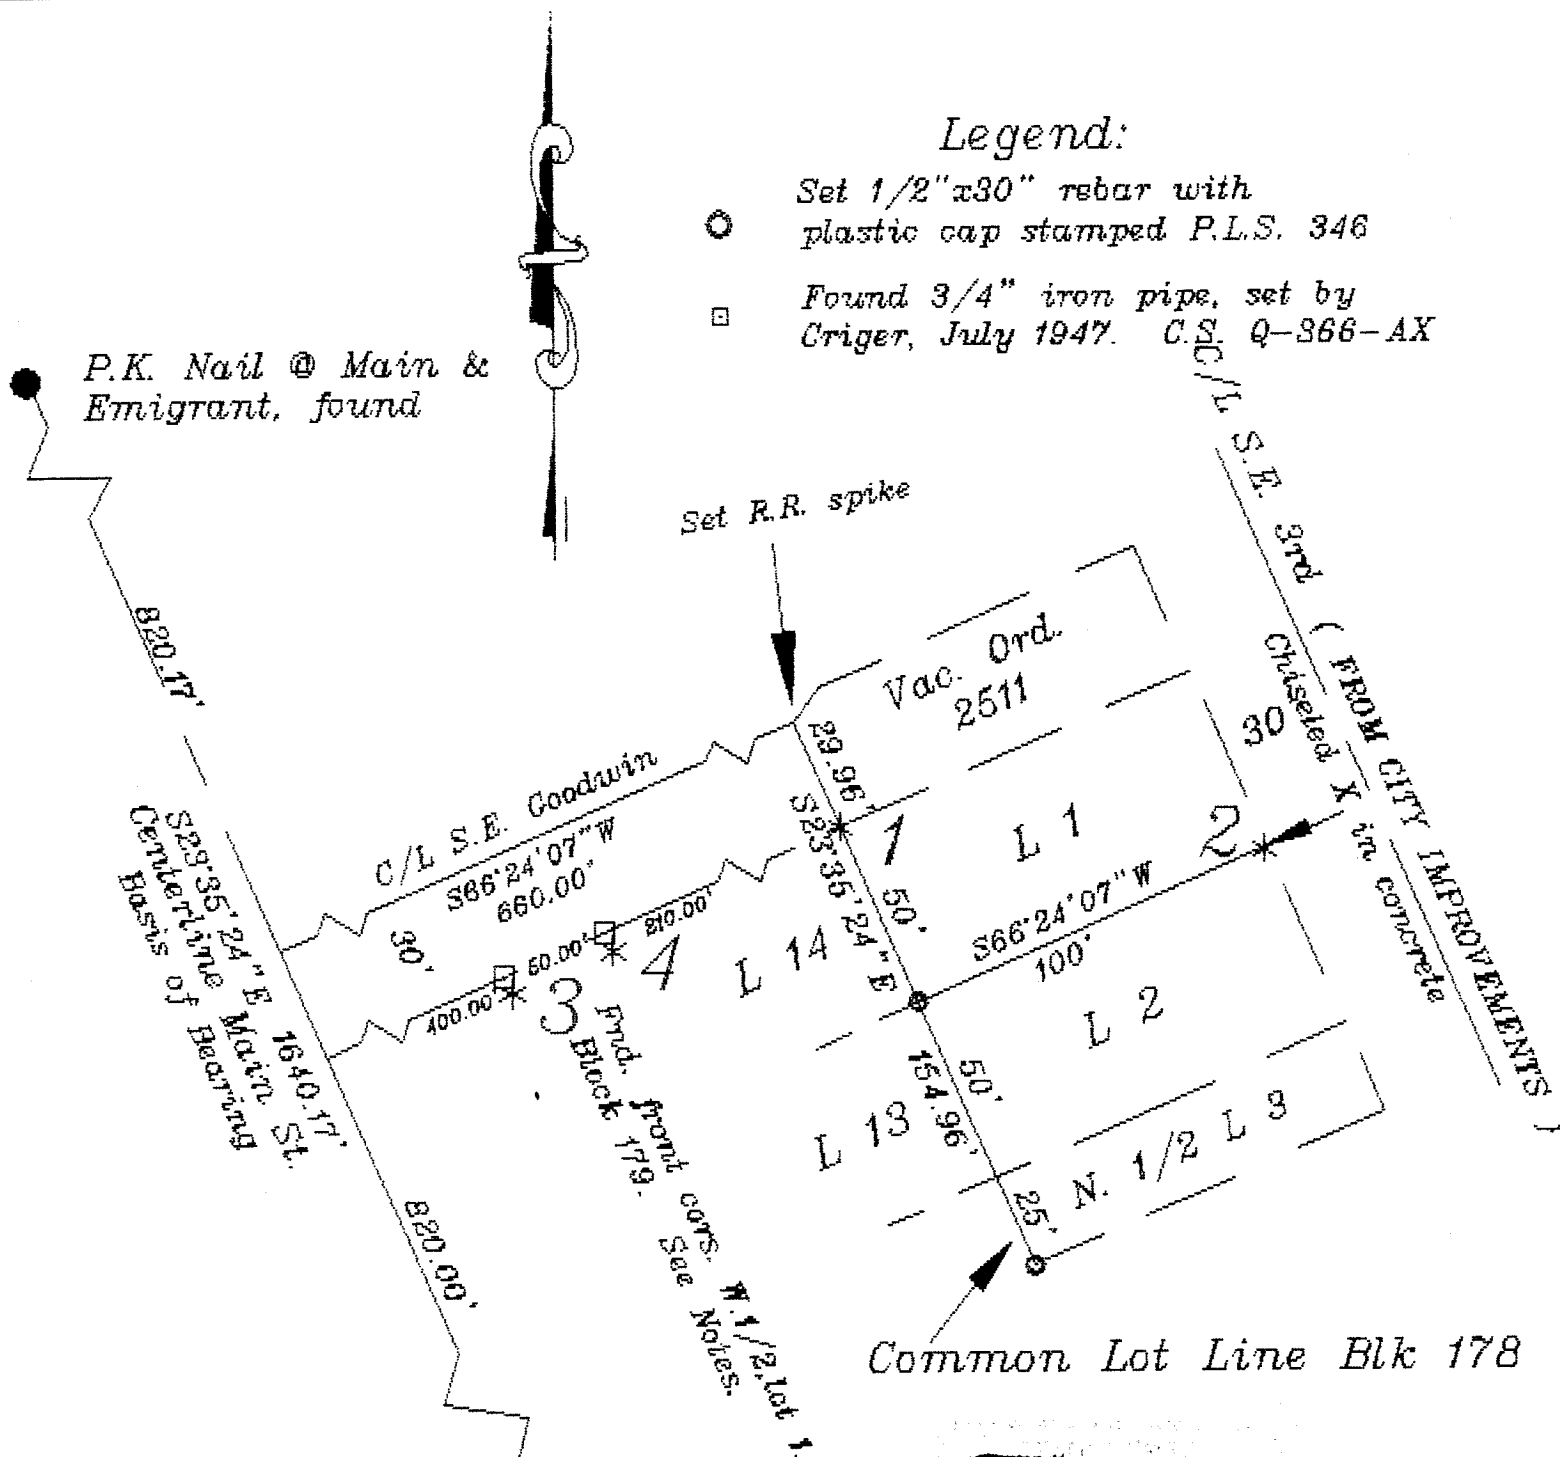 Legend:
Set 1/2"x30" rebar with
plastic cap stamped P.L.S. 346
Found 3/4" iron pipe, set by
Criger, July 1947. C.S. Q-366-AX
P.K. Nail @ Main &
Emigrant, found
Set R.R. spike
C/L S.E. 3rd ( FROM CITY IMPROVEMENTS )
Chiseled X in concrete
30
Vac. Ord.
2511
820.17'
29.96'
C/L S.E. Goodwin
S66°24'07"W
660.00'
S23°35'24"E
1
L 1
2
50'
S66°24'07"W
100'
30'
400.00'
60.00'
210.00'
3
4
L 14
L 2
S23°35'24"E 1640.17'
Centerline Main St.
Basis of Bearing
Fnd. front cors. W.1/2, lot 1,
Block 179. See Notes.
L 13
154.96'
50'
N. 1/2 L 3
25'
820.00'
Common Lot Line Blk 178